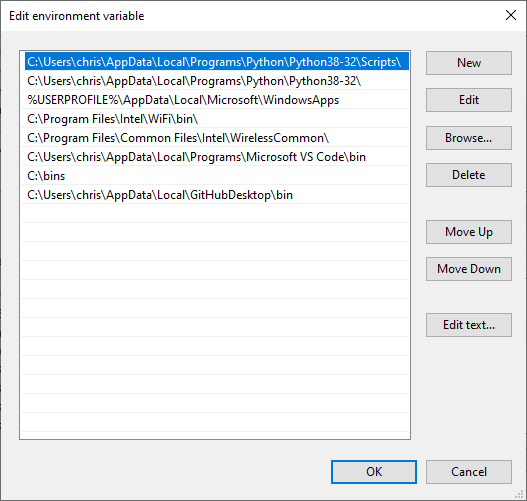 Edit environment variable
C:\Users\chris\AppData\Local\Programs\Python\Python38-32\Scripts\
C:\Users\chris\AppData\Local\Programs\Python\Python38-32\
%USERPROFILE%\AppData\Local\Microsoft\WindowsApps
C:\Program Files\Intel\WiFi\bin\
C:\Program Files\Common Files\Intel\WirelessCommon\
C:\Users\chris\AppData\Local\Programs\Microsoft VS Code\bin
C:\bins
C:\Users\chris\AppData\Local\GitHubDesktop\bin
New
Edit
Browse...
Delete
Move Up
Move Down
Edit text...
OK
Cancel